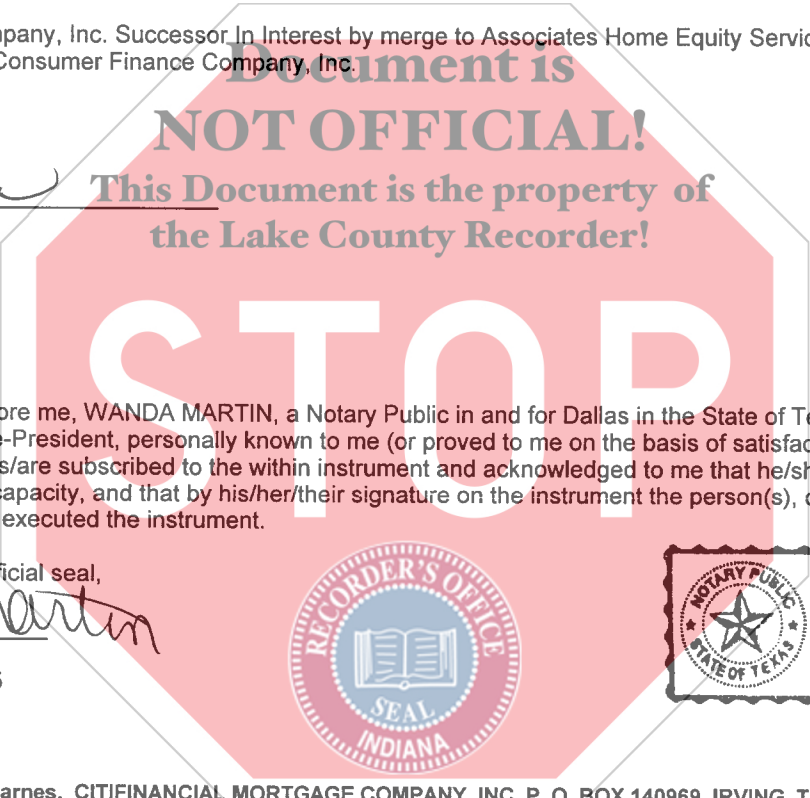 mpany, Inc. Successor In Interest by merge to Associates Home Equity Servic
Consumer Finance Company, Inc.
Document is
NOT OFFICIAL!
This Document is the property of
the Lake County Recorder!
STOP
ore me, WANDA MARTIN, a Notary Public in and for Dallas in the State of Te
e-President, personally known to me (or proved to me on the basis of satisfac
s/are subscribed to the within instrument and acknowledged to me that he/sh
capacity, and that by his/her/their signature on the instrument the person(s), o
executed the instrument.
ficial seal,
artin
RECORDER'S OFFICE
SEAL
INDIANA
NOTARY PUBLIC
STATE OF TEXAS
arnes, CITIFINANCIAL MORTGAGE COMPANY, INC. P. O. BOX 140969, IRVING, T